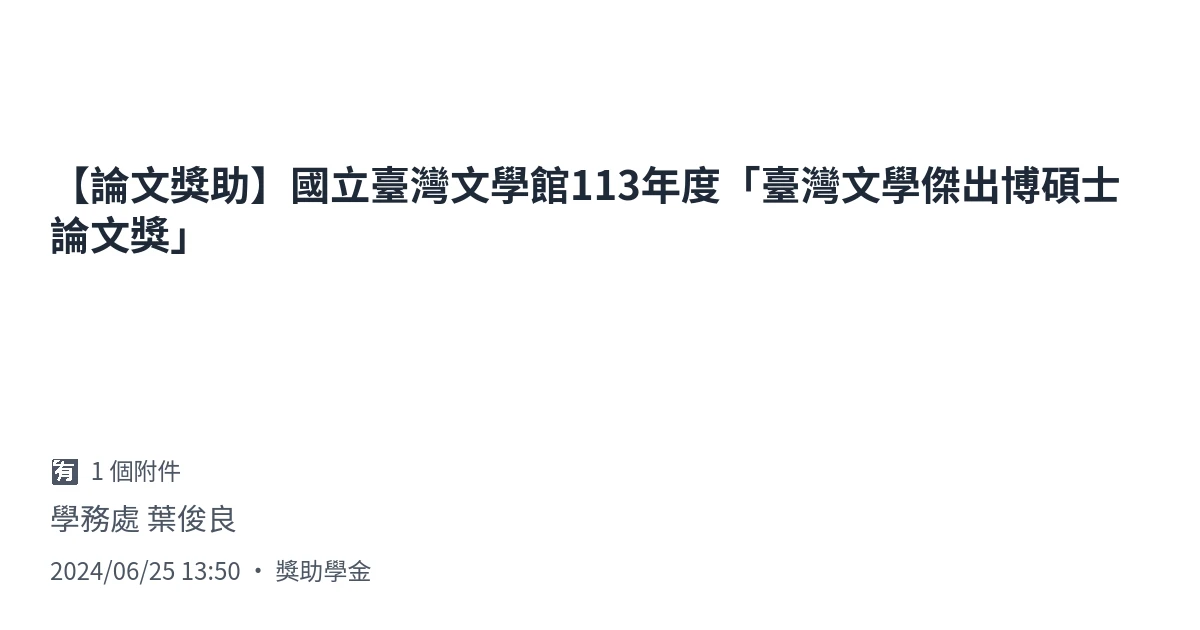 【論文獎助】國立臺灣文學館113年度「臺灣文學傑出博碩士
論文獎」
🈶 1 個附件
學務處 葉俊良
2024/06/25 13:50 ・ 獎助學金